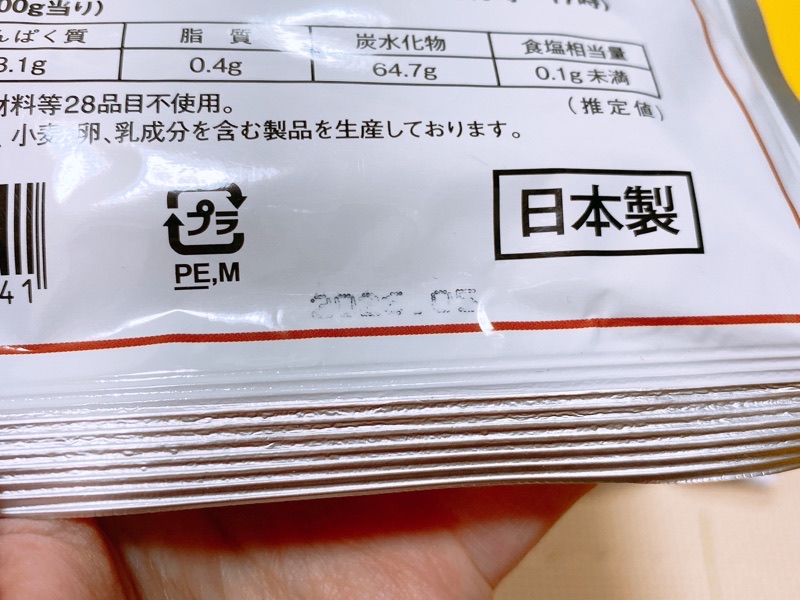 00g当り)
んぱく質 脂質 炭水化物 食塩相当量
3.1g 0.4g 64.7g 0.1g未満
材料等28品目不使用。 (推定値)
小麦、卵、乳成分を含む製品を生産しております。
プラ 日本製
PE,M
41
2026.05